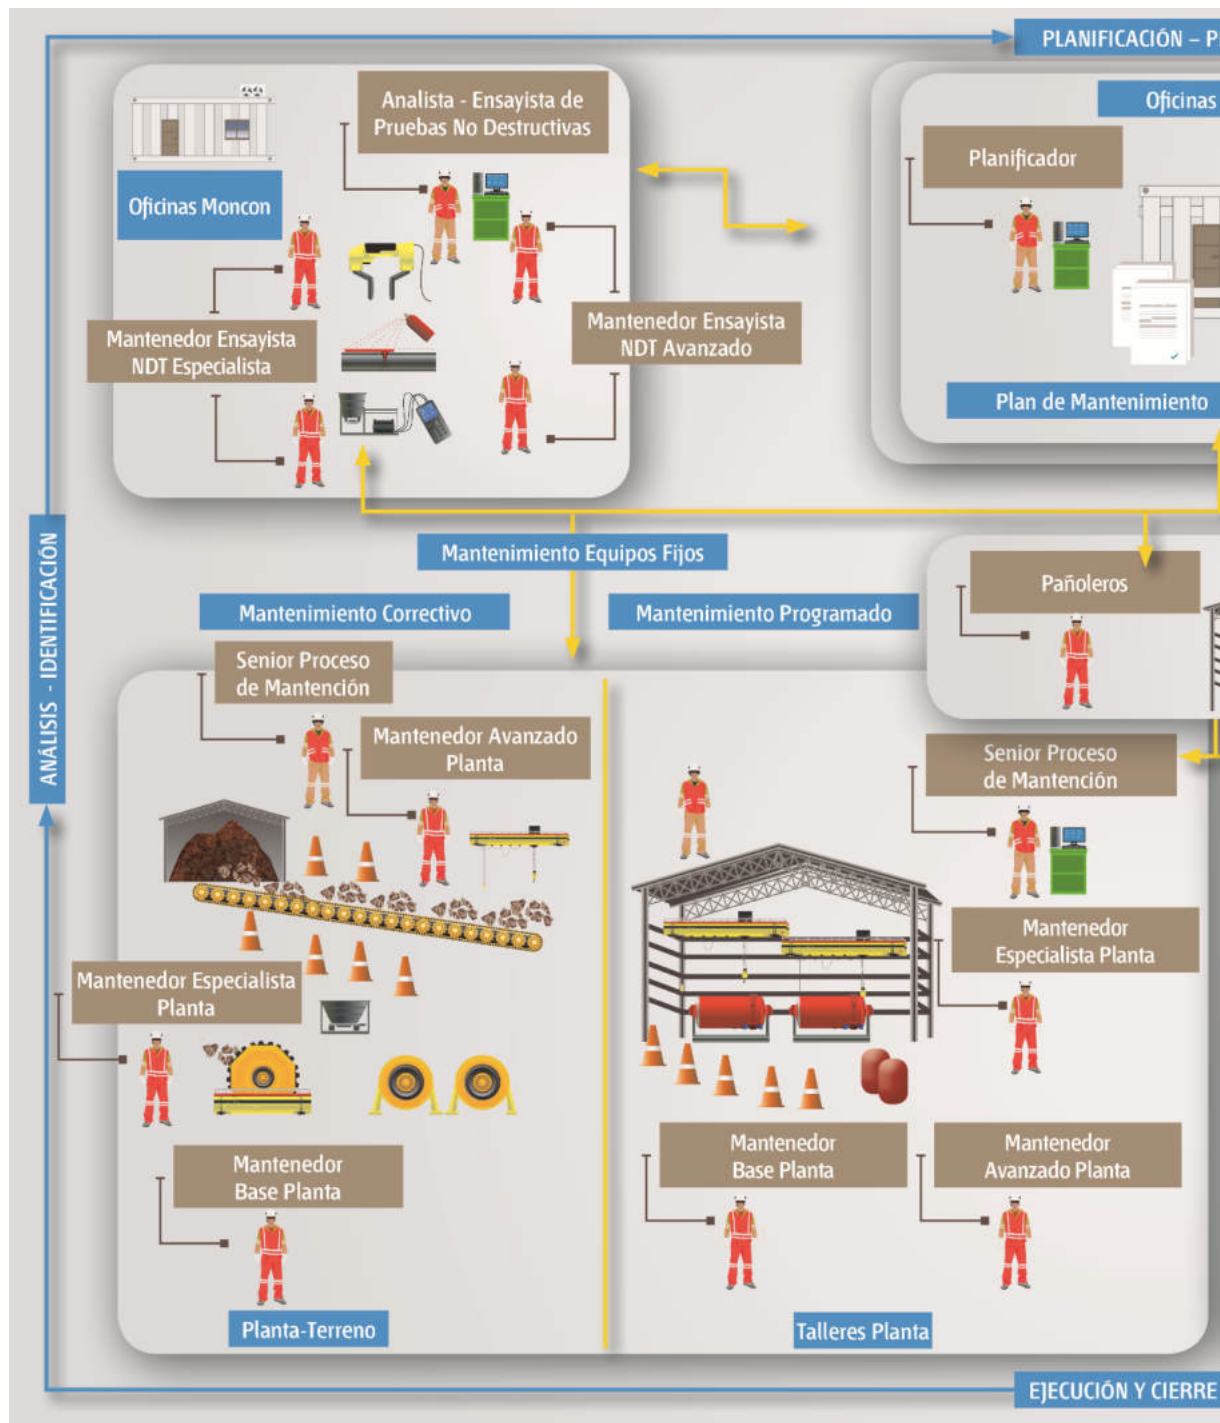 PLANIFICACIÓN – P
Analista - Ensayista de
Pruebas No Destructivas
Oficinas Moncon
Mantenedor Ensayista
NDT Especialista
Mantenedor Ensayista
NDT Avanzado
Oficinas
Planificador
Plan de Mantenimiento
ANÁLISIS - IDENTIFICACIÓN
Mantenimiento Equipos Fijos
Mantenimiento Correctivo
Mantenimiento Programado
Pañoleros
Senior Proceso
de Mantención
Mantenedor Avanzado
Planta
Mantenedor Especialista
Planta
Mantenedor
Base Planta
Planta-Terreno
Senior Proceso
de Mantención
Mantenedor
Especialista Planta
Mantenedor
Base Planta
Mantenedor
Avanzado Planta
Talleres Planta
EJECUCIÓN Y CIERRE